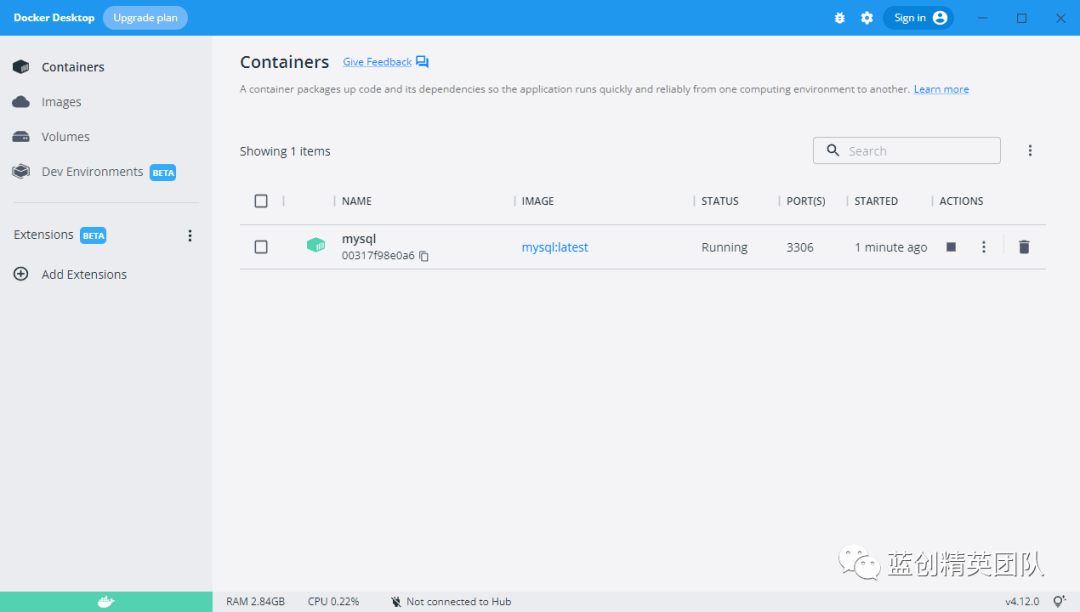 Docker Desktop Upgrade plan Sign in
Containers
Images
Volumes
Dev Environments BETA
Extensions BETA
Add Extensions
Containers Give Feedback
A container packages up code and its dependencies so the application runs quickly and reliably from one computing environment to another. Learn more
Showing 1 items Search
NAME IMAGE STATUS PORT(S) STARTED ACTIONS
mysql
00317f98e0a6
mysql:latest Running 3306 1 minute ago
蓝创精英团队
RAM 2.84GB CPU 0.22% Not connected to Hub v4.12.0